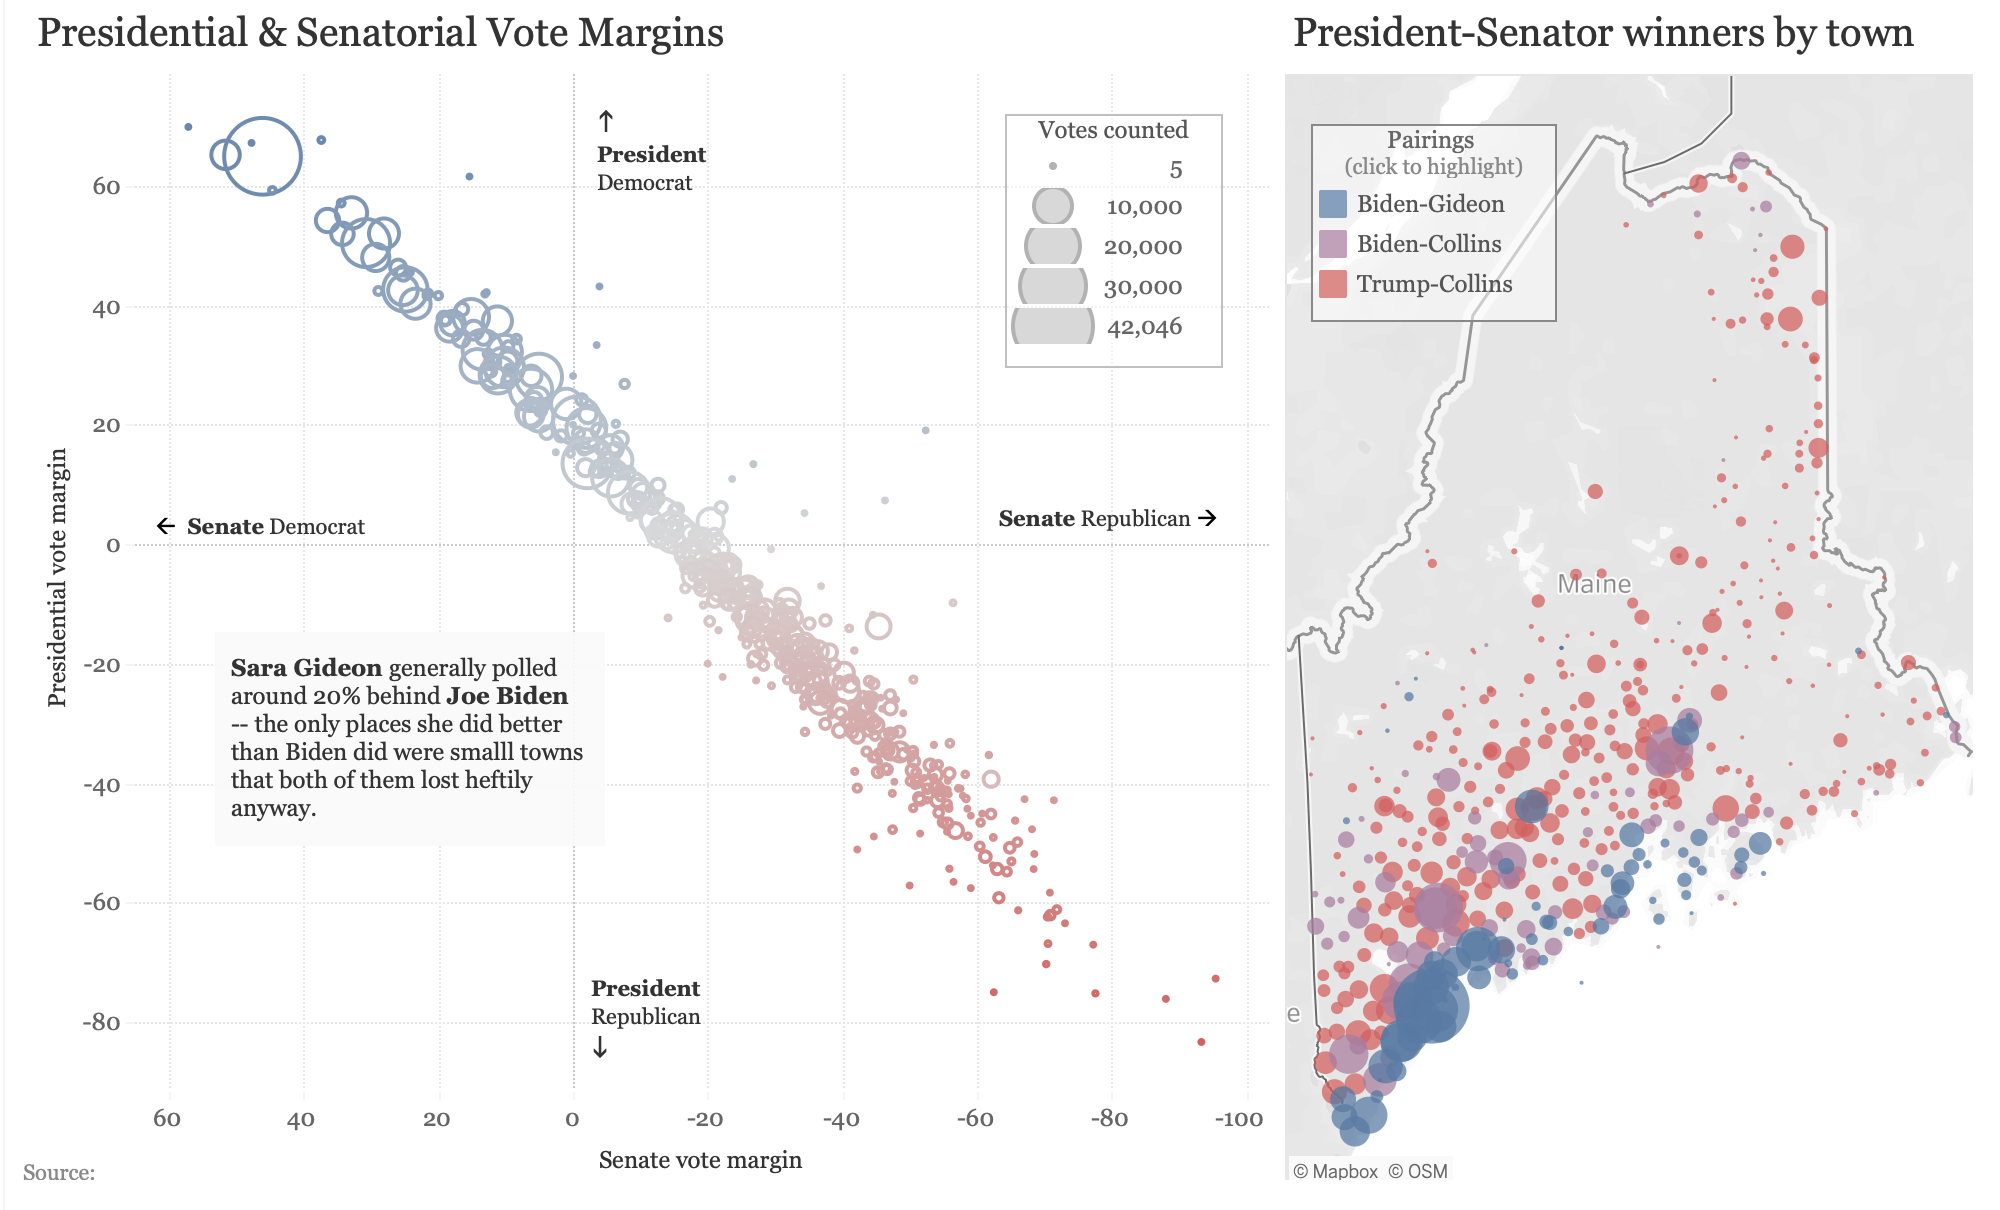 Presidential & Senatorial Vote Margins
President-Senator winners by town
↑
President
Democrat
Votes counted
5
10,000
20,000
30,000
42,046
← Senate Democrat
Senate Republican →
Sara Gideon generally polled
around 20% behind Joe Biden
-- the only places she did better
than Biden did were smalll towns
that both of them lost heftily
anyway.
President
Republican
↓
Presidential vote margin
60
40
20
0
-20
-40
-60
-80
60
40
20
0
-20
-40
-60
-80
-100
Senate vote margin
Source:
Pairings
(click to highlight)
Biden-Gideon
Biden-Collins
Trump-Collins
Maine
e
© Mapbox © OSM